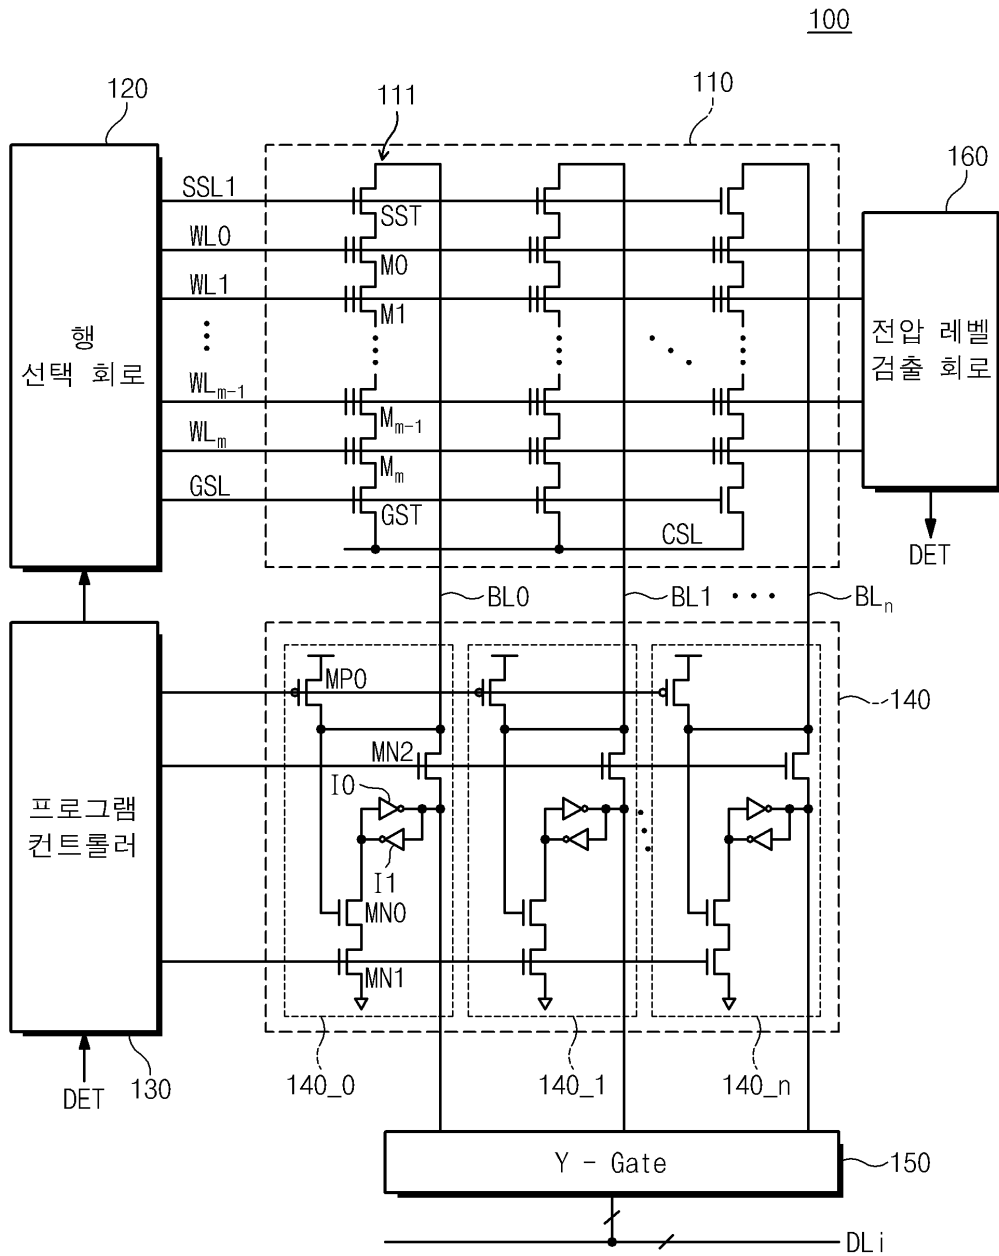 100
120
111
110
160
SSL1
SST
WL0
M0
WL1
M1
행
선택 회로
전압 레벨
검출 회로
WLm-1
Mm-1
WLm
Mm
GSL
GST
CSL
DET
BL0
BL1
BLn
MP0
140
MN2
I0
프로그램
컨트롤러
I1
MN0
MN1
DET
130
140_0
140_1
140_n
Y - Gate
150
DLi